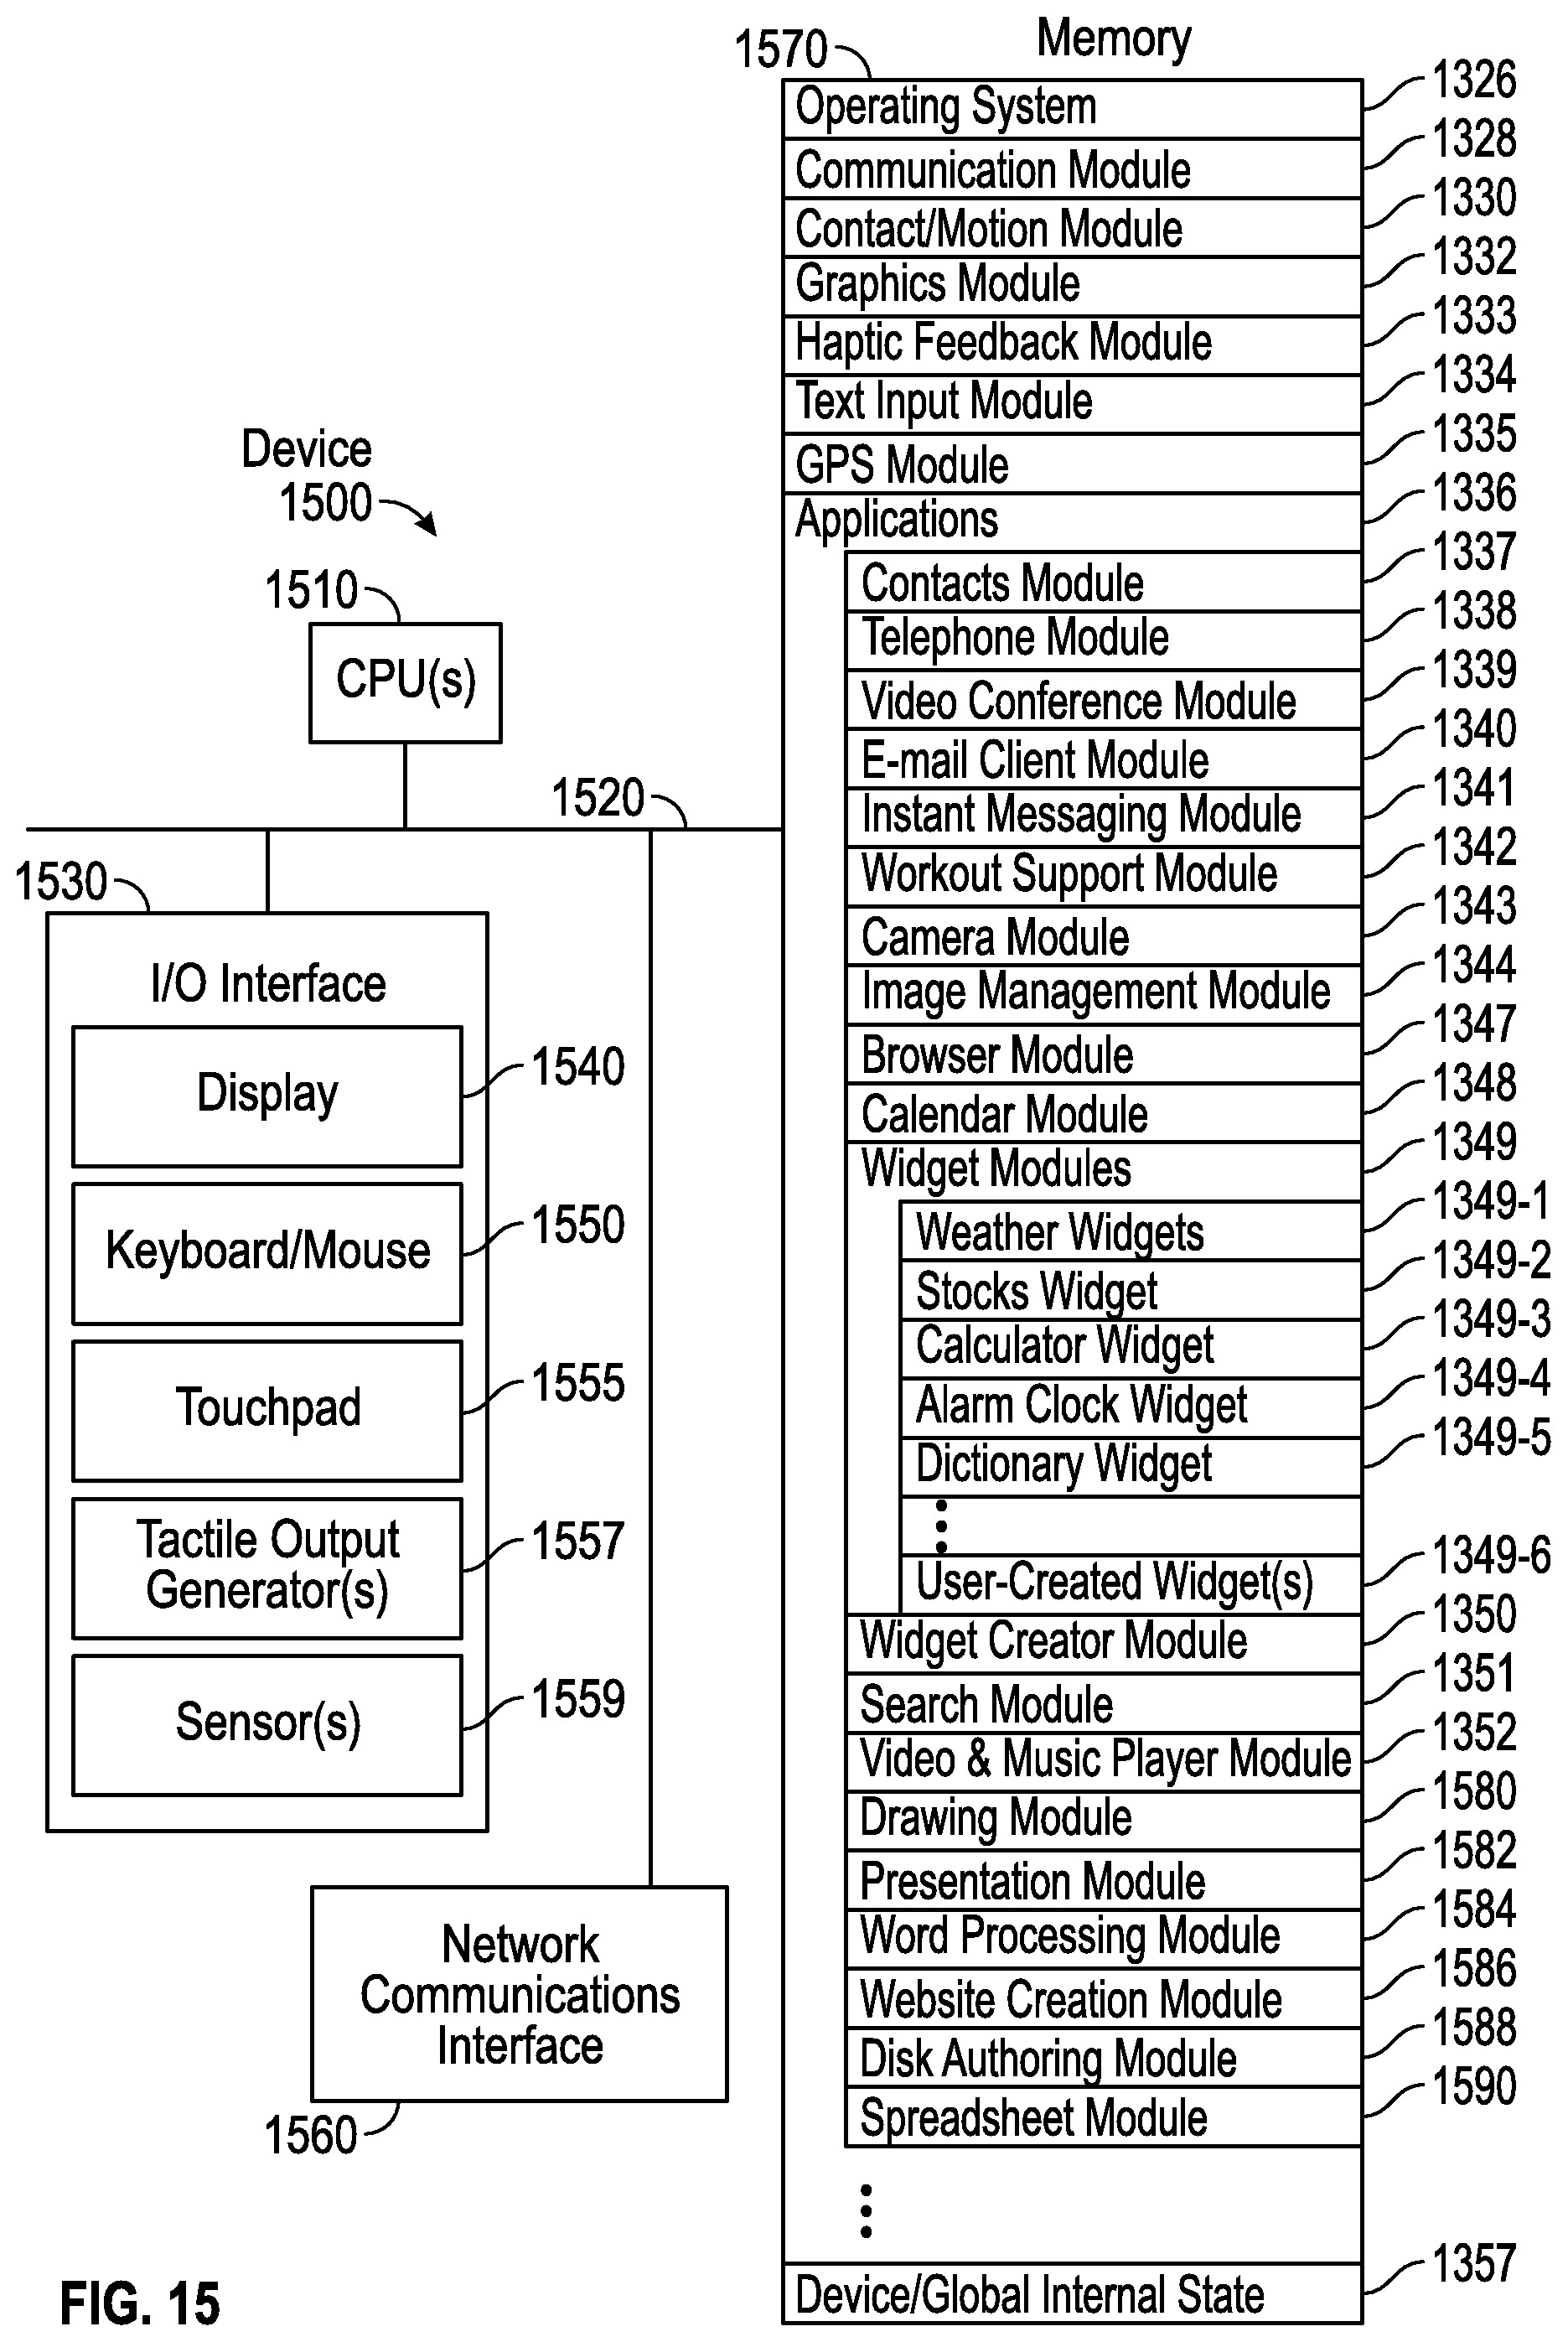 Memory
1570
Operating System
1326
Communication Module
1328
Contact/Motion Module
1330
Graphics Module
1332
Haptic Feedback Module
1333
Text Input Module
1334
GPS Module
1335
Applications
1336
Contacts Module
1337
Telephone Module
1338
Video Conference Module
1339
E-mail Client Module
1340
Instant Messaging Module
1341
Workout Support Module
1342
Camera Module
1343
Image Management Module
1344
Browser Module
1347
Calendar Module
1348
Widget Modules
1349
Weather Widgets
1349-1
Stocks Widget
1349-2
Calculator Widget
1349-3
Alarm Clock Widget
1349-4
Dictionary Widget
1349-5
User-Created Widget(s)
1349-6
Widget Creator Module
1350
Search Module
1351
Video & Music Player Module
1352
Drawing Module
1580
Presentation Module
1582
Word Processing Module
1584
Website Creation Module
1586
Disk Authoring Module
1588
Spreadsheet Module
1590
Device/Global Internal State
1357
Device
1500
1510
CPU(s)
1520
1530
I/O Interface
Display
1540
Keyboard/Mouse
1550
Touchpad
1555
Tactile Output
Generator(s)
1557
Sensor(s)
1559
Network
Communications
Interface
1560
FIG. 15